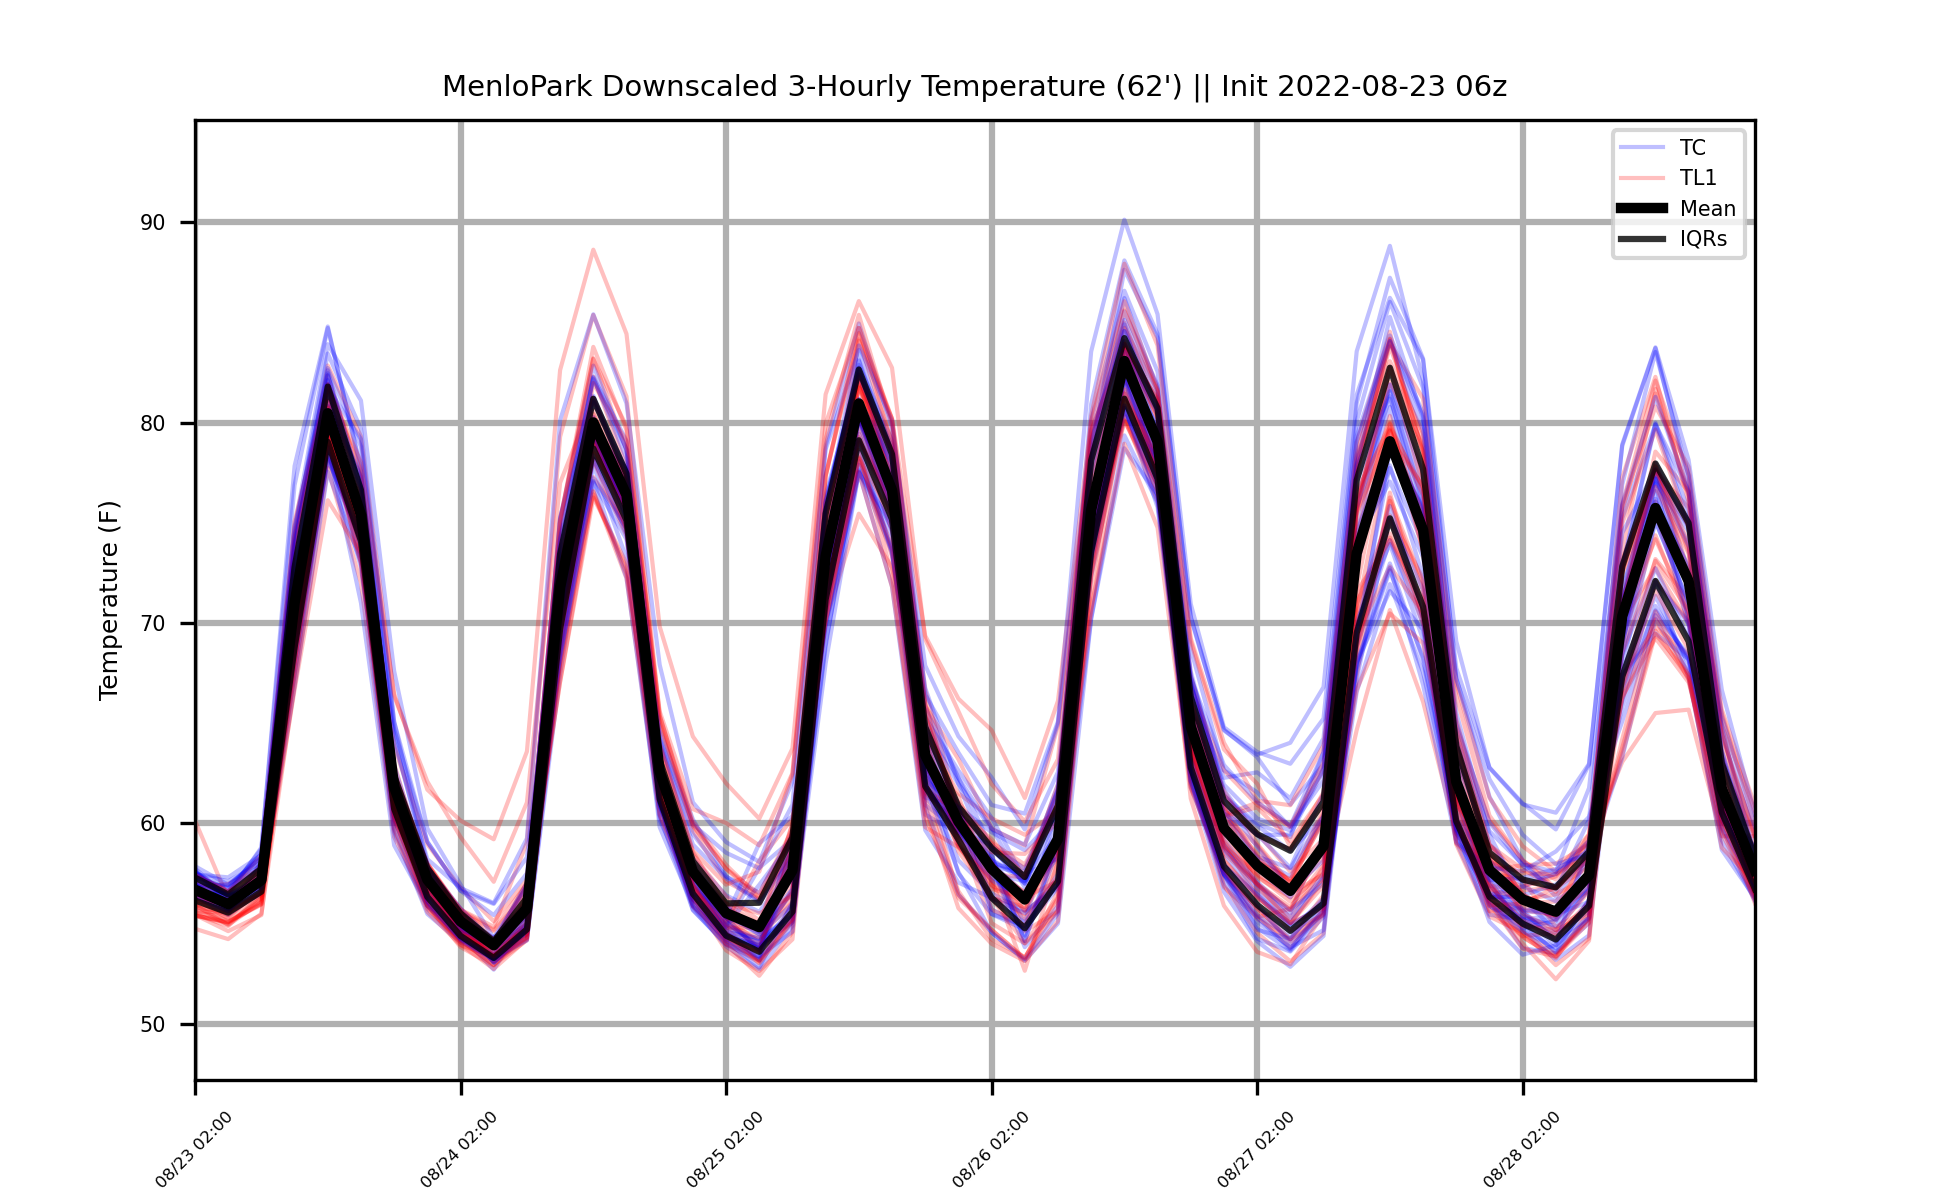 MenloPark Downscaled 3-Hourly Temperature (62') || Init 2022-08-23 06z
TC
TL1
Mean
IQRs
Temperature (F)
90
80
70
60
50
08/23 02:00
08/24 02:00
08/25 02:00
08/26 02:00
08/27 02:00
08/28 02:00